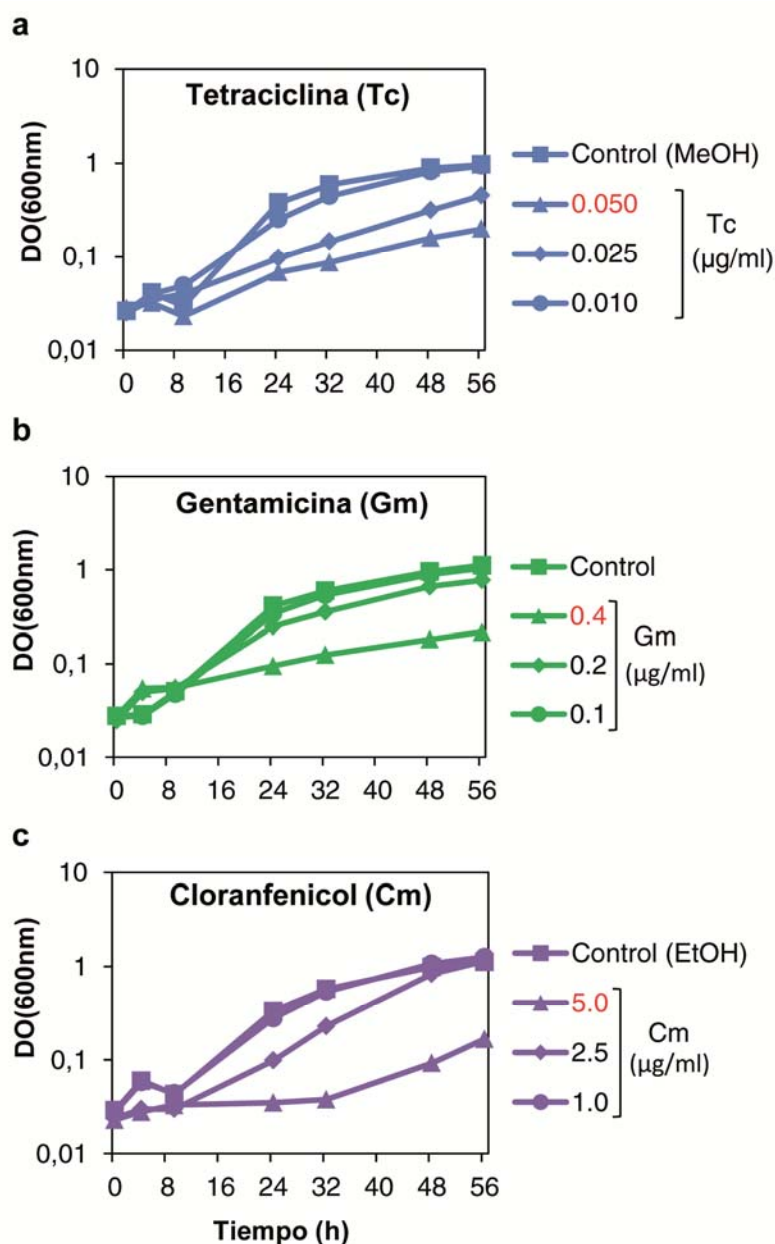 a
Tetraciclina (Tc)
DO(600nm)
10
1
0,1
0,01
0 8 16 24 32 40 48 56
Control (MeOH)
0.050
0.025
0.010
Tc
(µg/ml)
b
Gentamicina (Gm)
DO(600nm)
10
1
0,1
0,01
0 8 16 24 32 40 48 56
Control
0.4
0.2
0.1
Gm
(µg/ml)
c
Cloranfenicol (Cm)
DO(600nm)
10
1
0,1
0,01
0 8 16 24 32 40 48 56
Control (EtOH)
5.0
2.5
1.0
Cm
(µg/ml)
Tiempo (h)